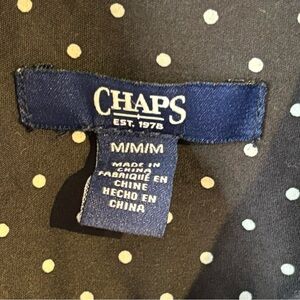 CHAPS
EST. 1978
M/M/M
MADE IN
CHINA
FABRIQUÉ EN
CHINE
HECHO EN
CHINA